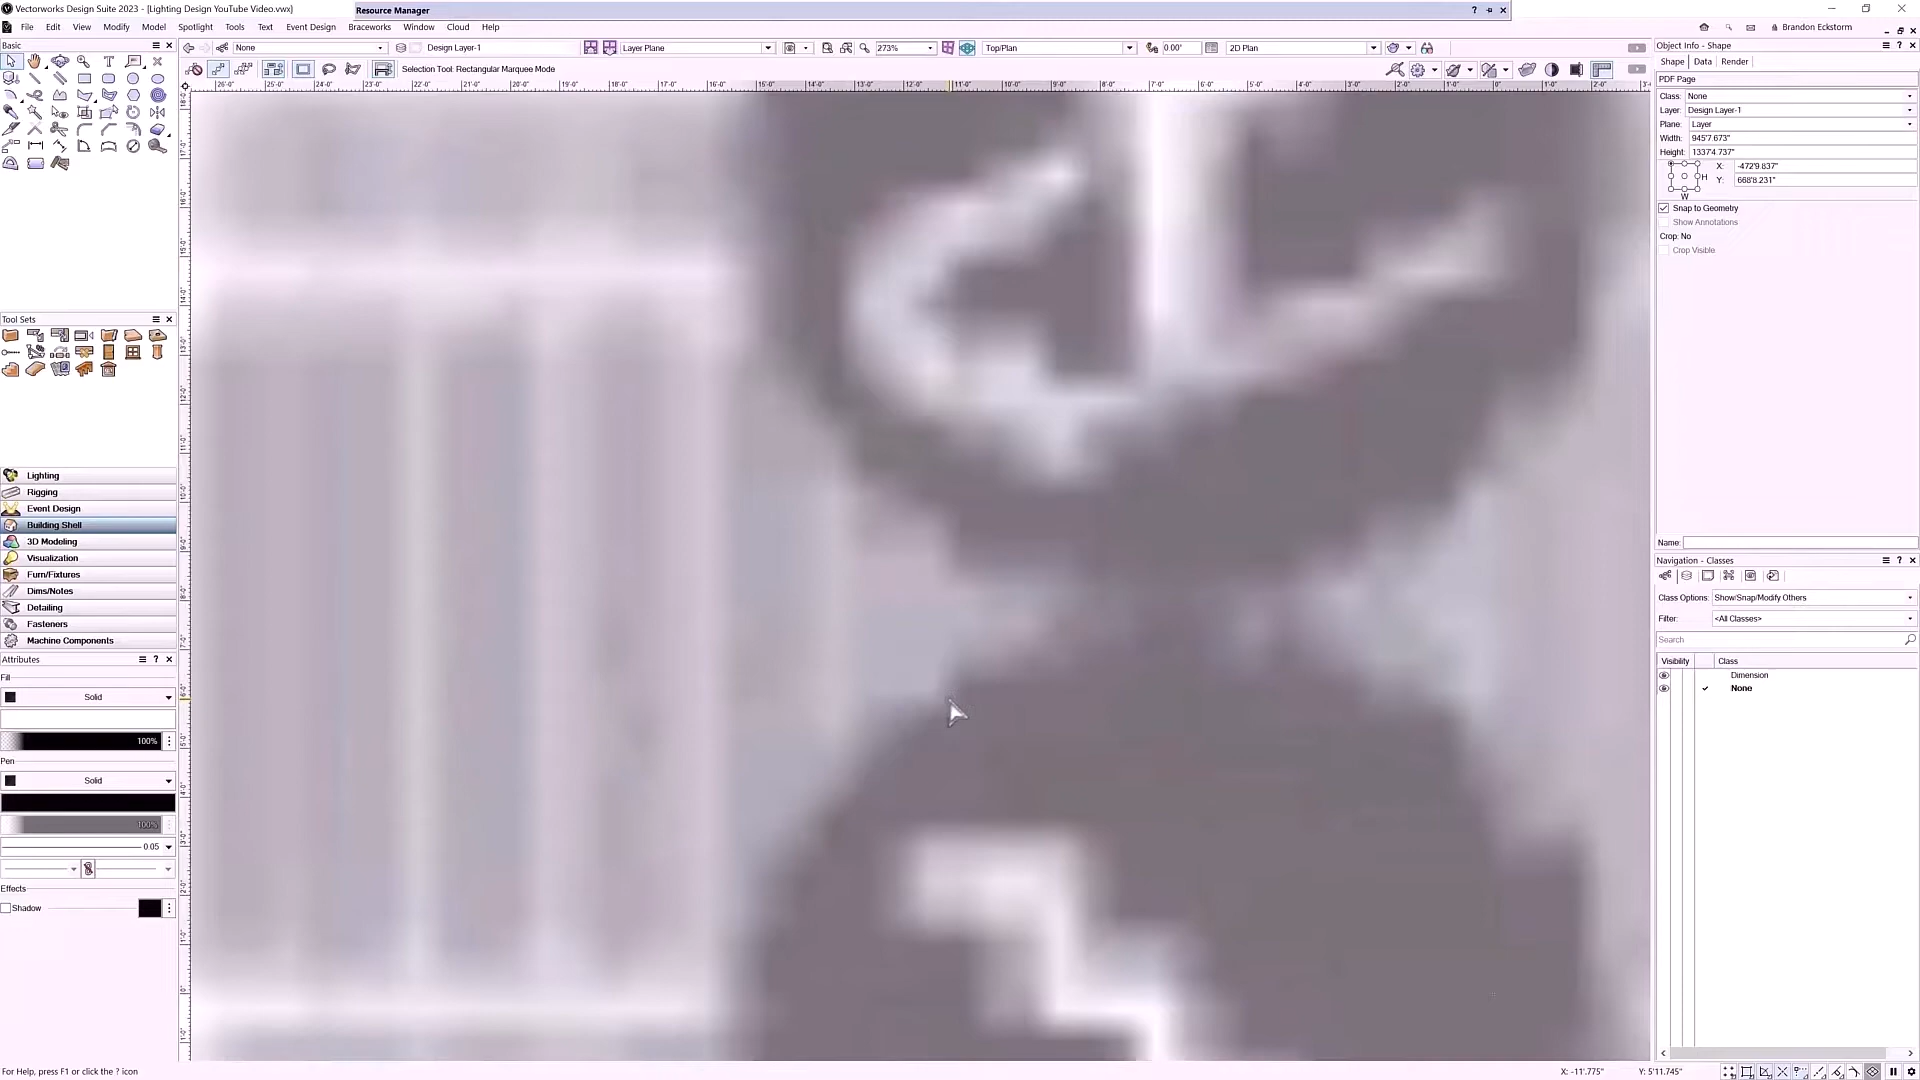 Vectorworks Design Suite 2023 - [Lighting Design YouTube Video.vwx]
Resource Manager
File Edit View Modify Model Spotlight Tools Text Event Design Braceworks Window Cloud Help
Brandon Eckstorm
Basic
None
Design Layer-1
Layer Plane
273%
Top/Plan
0.00°
2D Plan
Selection Tool: Rectangular Marquee Mode
Tool Sets
Lighting
Rigging
Event Design
Building Shell
3D Modeling
Visualization
Furn/Fixtures
Dims/Notes
Detailing
Fasteners
Machine Components
Attributes
Fill
Solid
100%
Pen
Solid
100%
0.05
Effects
Shadow
For Help, press F1 or click the ? icon
Object Info - Shape
Shape Data Render
PDF Page
Class: None
Layer: Design Layer-1
Plane: Layer
Width: 945'7.673"
Height: 1337'4.737"
X: -472'9.837"
H
Y: 668'8.231"
W
Snap to Geometry
Show Annotations
Crop: No
Crop Visible
Name:
Navigation - Classes
Class Options: Show/Snap/Modify Others
Filter: <All Classes>
Search
Visibility Class
Dimension
None
X: -11'.775" Y: 5'11.745"